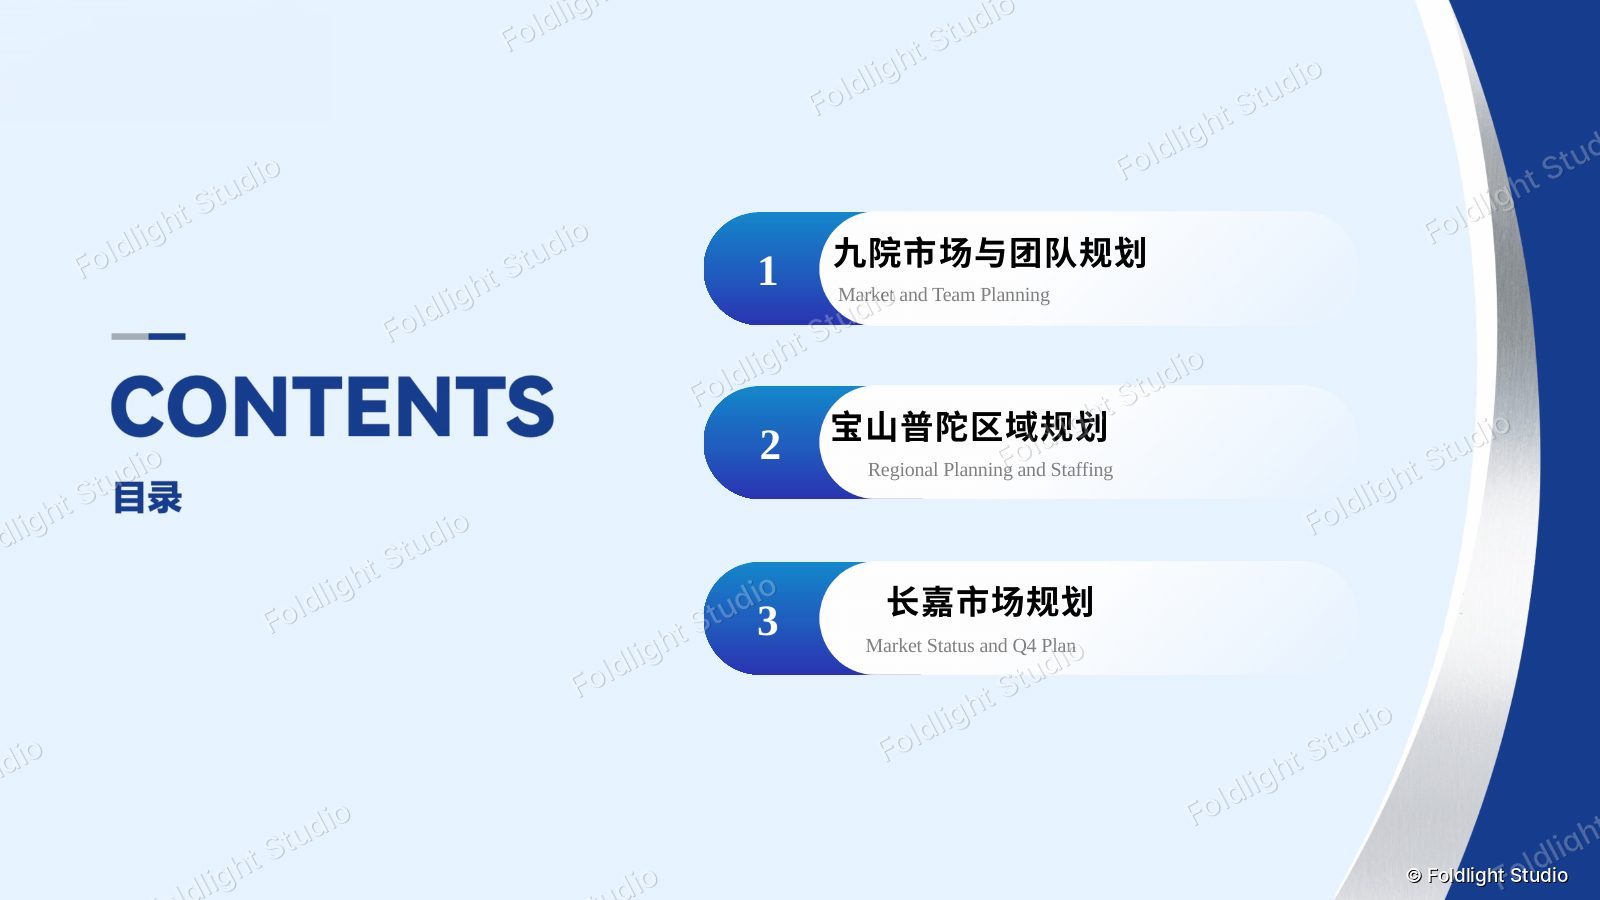 CONTENTS
目录
1
九院市场与团队规划
Market and Team Planning
2
宝山普陀区域规划
Regional Planning and Staffing
3
长嘉市场规划
Market Status and Q4 Plan
© Foldlight Studio